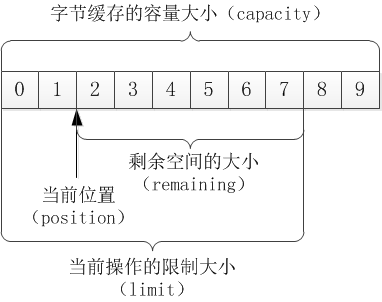 字节缓存的容量大小（capacity）
0 1 2 3 4 5 6 7 8 9
剩余空间的大小
（remaining）
当前位置
（position）
当前操作的限制大小
（limit）